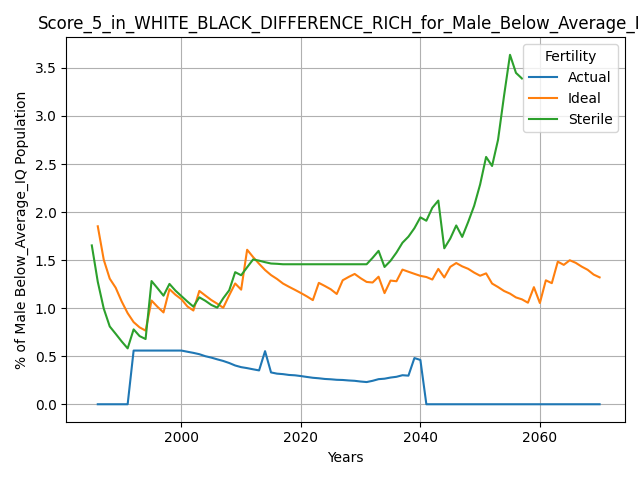 Score_5_in_WHITE_BLACK_DIFFERENCE_RICH_for_Male_Below_Average_I
Fertility
Actual
Ideal
Sterile
% of Male Below_Average_IQ Population
3.5
3.0
2.5
2.0
1.5
1.0
0.5
0.0
2000
2020
2040
2060
Years